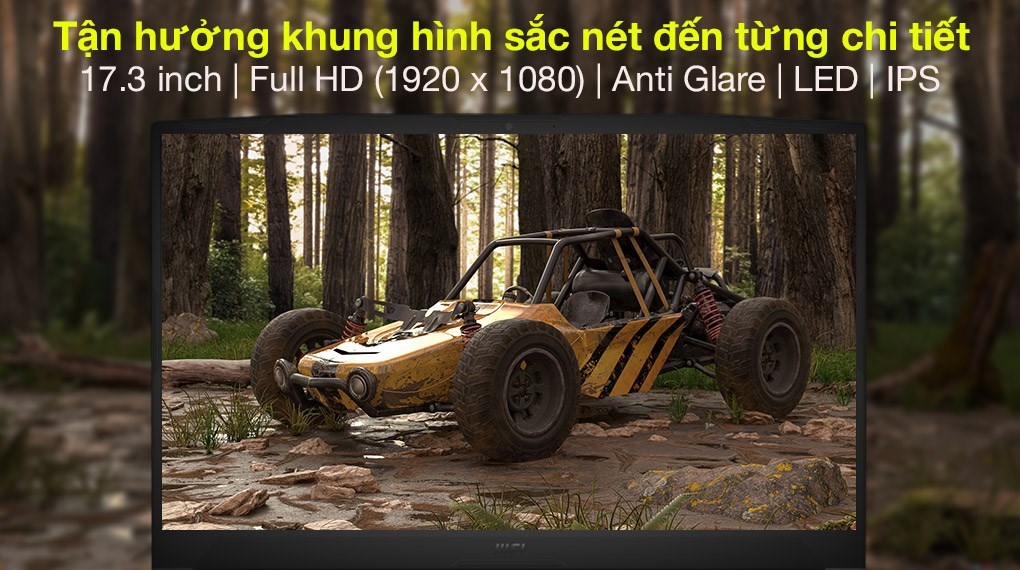 Tận hưởng khung hình sắc nét đến từng chi tiết
17.3 inch | Full HD (1920 x 1080) | Anti Glare | LED | IPS
msi